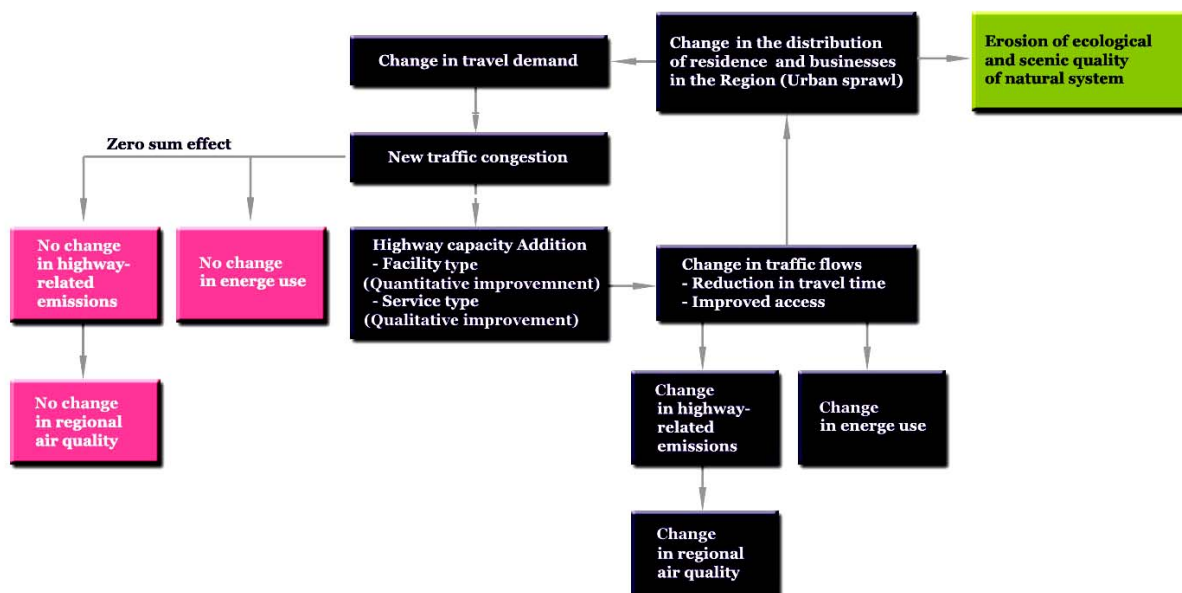 Change in the distribution
of residence and businesses
in the Region (Urban sprawl)
Erosion of ecological
and scenic quality
of natural system
Change in travel demand
Zero sum effect
New traffic congestion
No change
in highway-
related
emissions
No change
in energe use
Highway capacity Addition
- Facility type
(Quantitative improvemnent)
- Service type
(Qualitative improvement)
Change in traffic flows
- Reduction in travel time
- Improved access
No change
in regional
air quality
Change
in highway-
related
emissions
Change
in energe use
Change
in regional
air quality